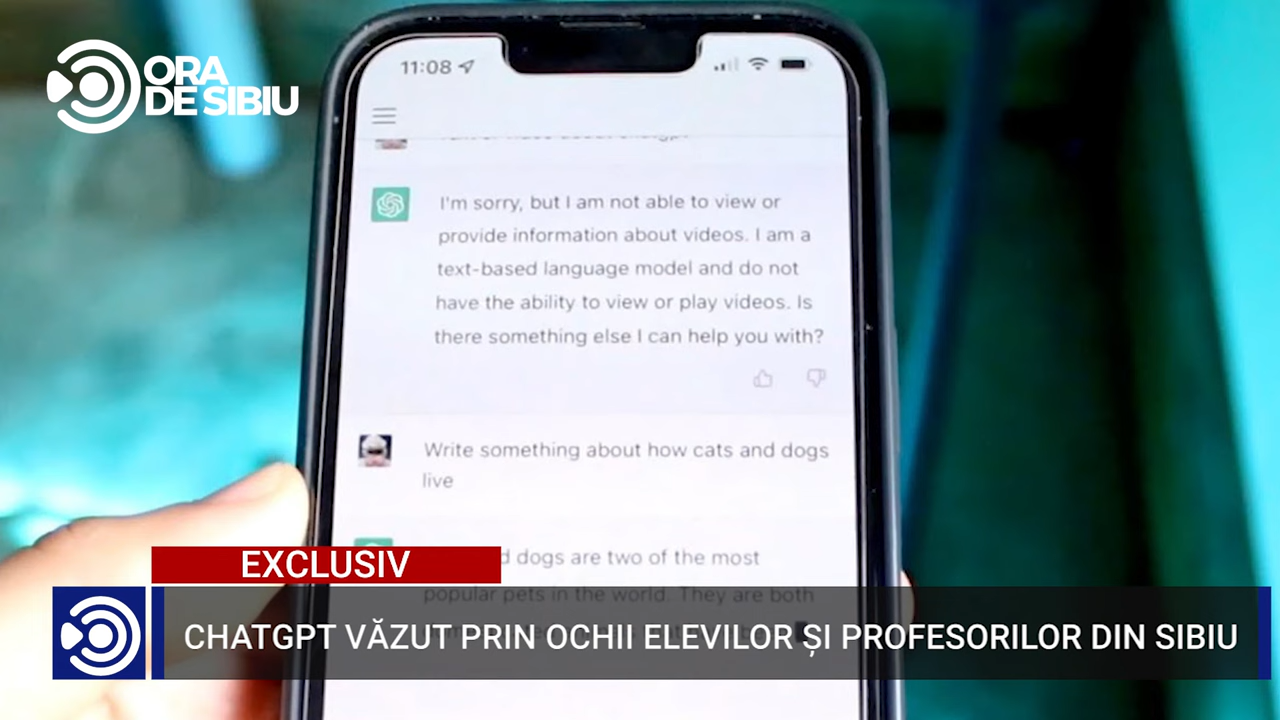 ORA
DE SIBIU
11:08
I'm sorry, but I am not able to view or
provide information about videos. I am a
text-based language model and do not
have the ability to view or play videos. Is
there something else I can help you with?
Write something about how cats and dogs
live
EXCLUSIV
d dogs are two of the most
popular pets in the world. They are both
CHATGPT VĂZUT PRIN OCHII ELEVILOR ȘI PROFESORILOR DIN SIBIU